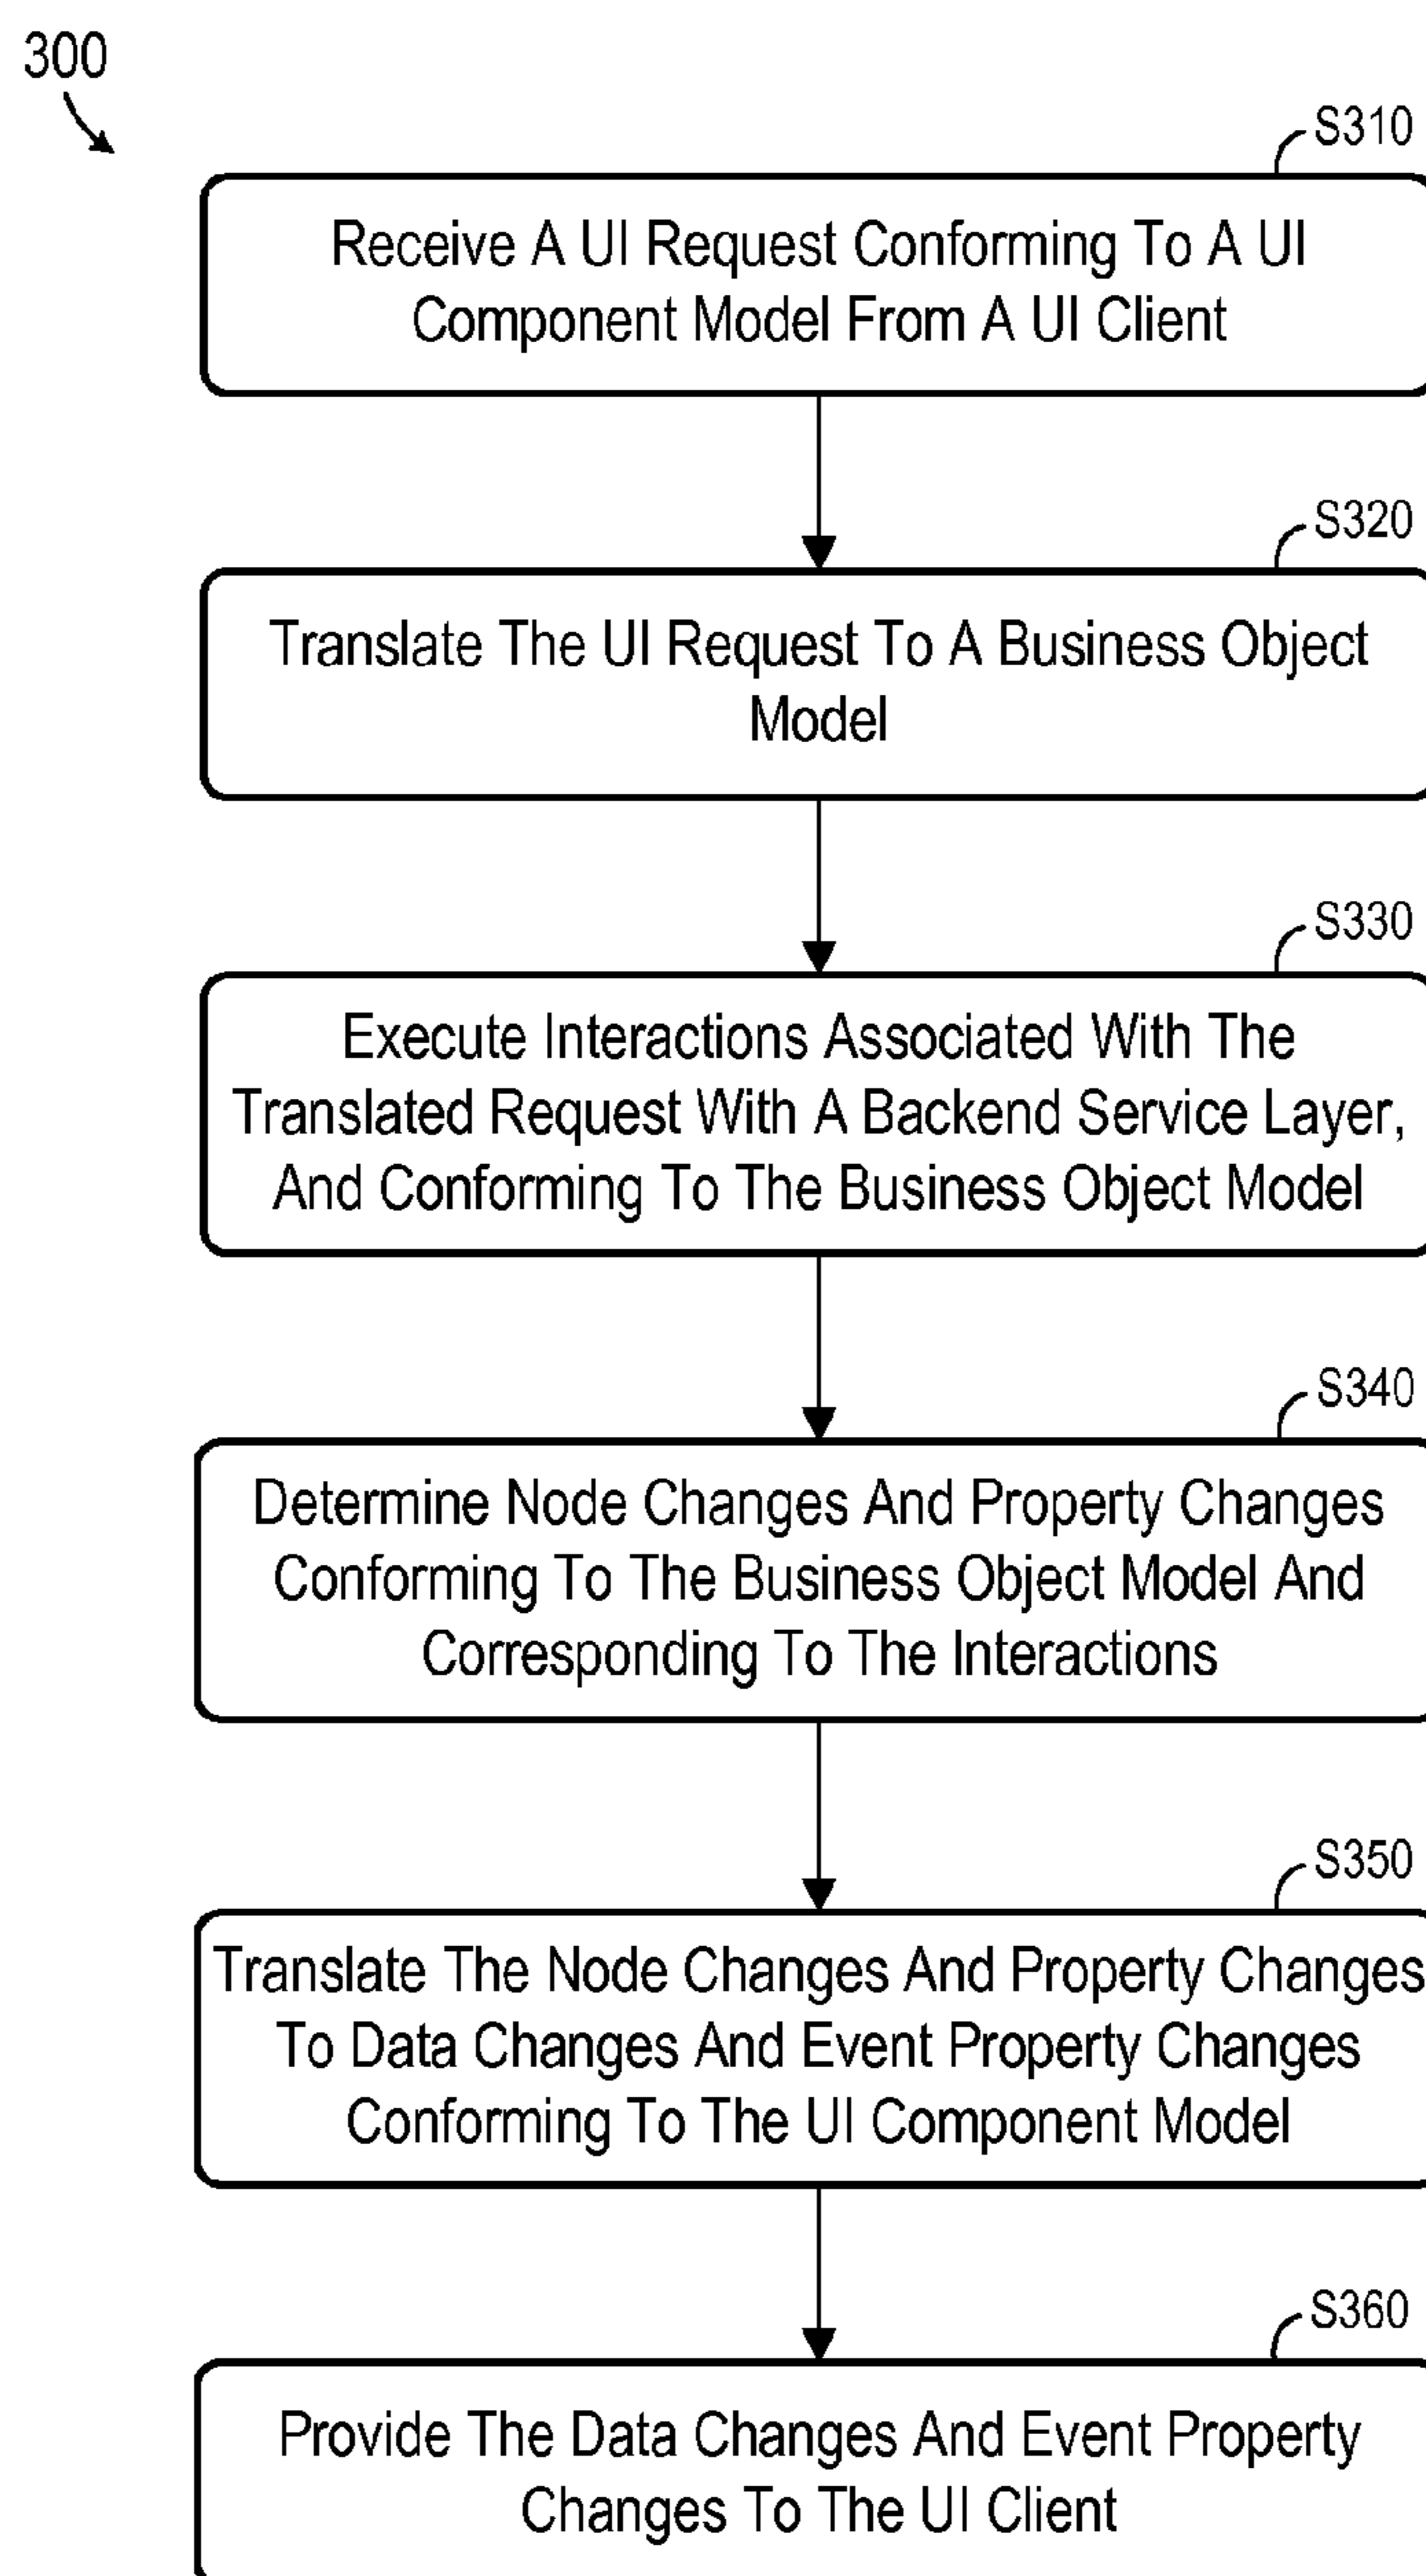 300
S310
Receive A UI Request Conforming To A UI
Component Model From A UI Client
S320
Translate The UI Request To A Business Object
Model
S330
Execute Interactions Associated With The
Translated Request With A Backend Service Layer,
And Conforming To The Business Object Model
S340
Determine Node Changes And Property Changes
Conforming To The Business Object Model And
Corresponding To The Interactions
S350
Translate The Node Changes And Property Changes
To Data Changes And Event Property Changes
Conforming To The UI Component Model
S360
Provide The Data Changes And Event Property
Changes To The UI Client